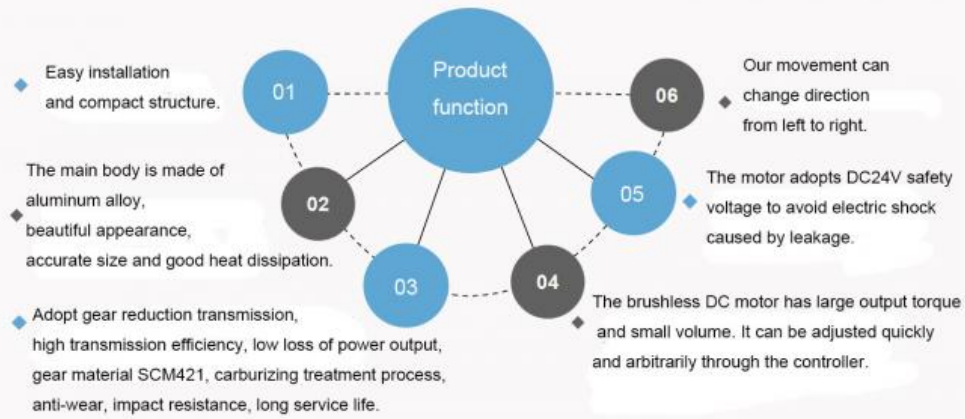 Product
function
01
Easy installation
and compact structure.
02
The main body is made of
aluminum alloy,
beautiful appearance,
accurate size and good heat dissipation.
03
Adopt gear reduction transmission,
high transmission efficiency, low loss of power output,
gear material SCM421, carburizing treatment process,
anti-wear, impact resistance, long service life.
04
The brushless DC motor has large output torque
and small volume. It can be adjusted quickly
and arbitrarily through the controller.
05
The motor adopts DC24V safety
voltage to avoid electric shock
caused by leakage.
06
Our movement can
change direction
from left to right.